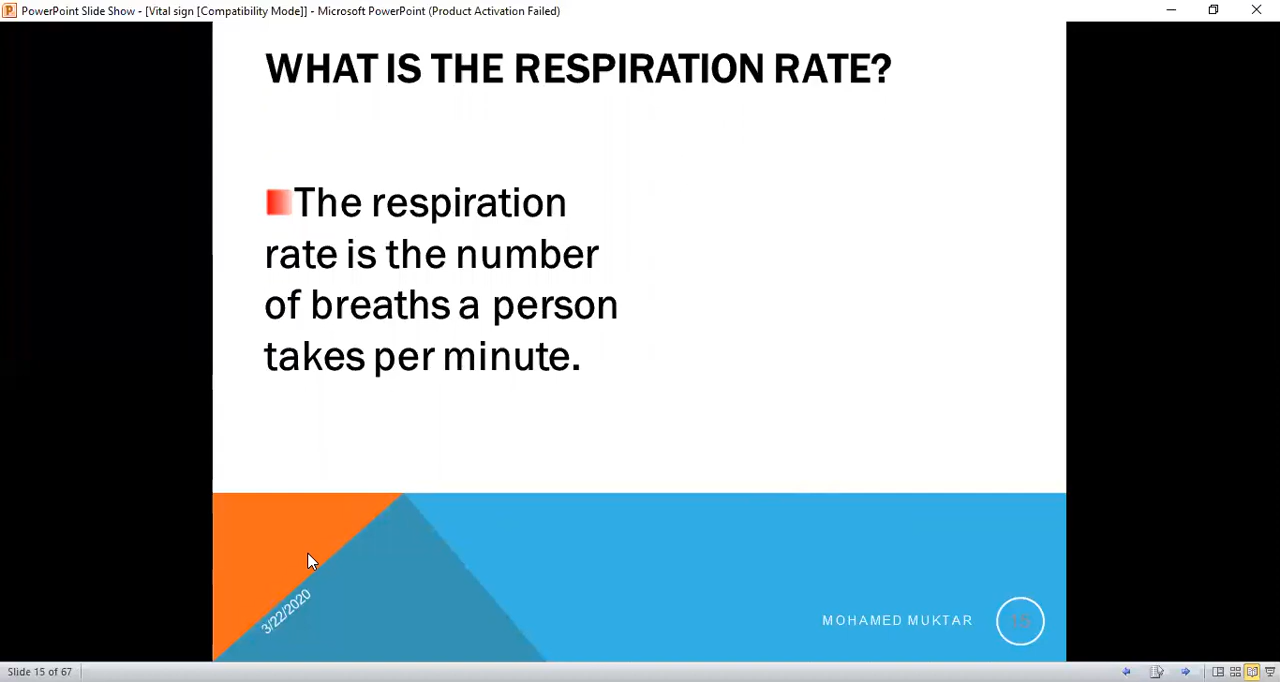 PowerPoint Slide Show - [Vital sign [Compatibility Mode]] - Microsoft PowerPoint (Product Activation Failed)
WHAT IS THE RESPIRATION RATE?
The respiration
rate is the number
of breaths a person
takes per minute.
3/22/2020
MOHAMED MUKTAR
15
Slide 15 of 67